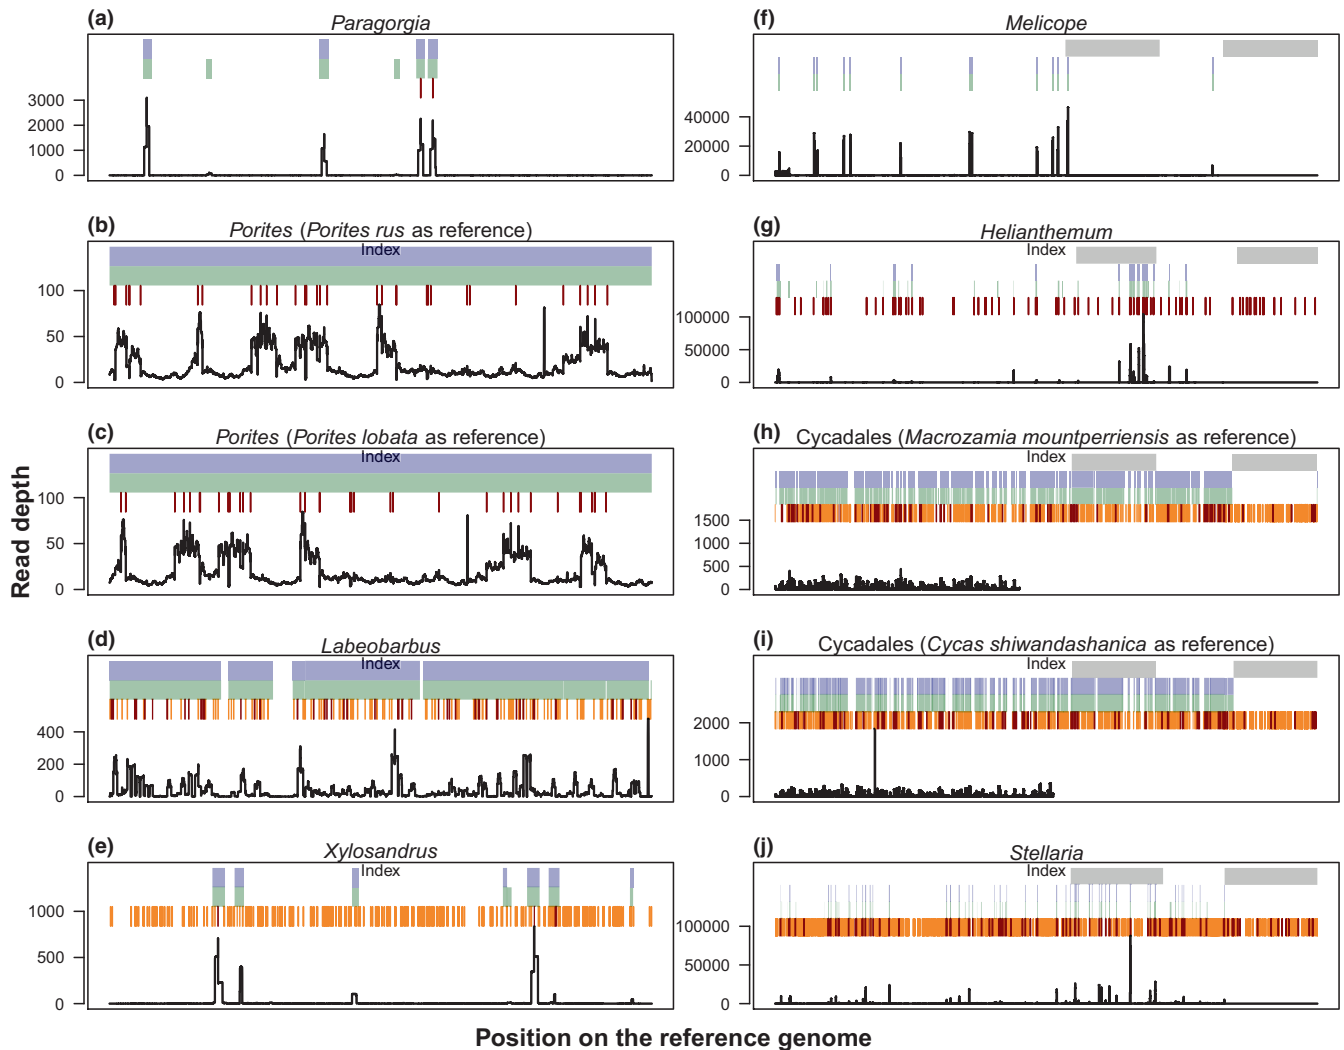 (a)
Paragorgia
3000
2000
1000
0
(b)
Porites (Porites rus as reference)
Index
100
50
0
(c)
Porites (Porites lobata as reference)
Index
100
50
0
(d)
Labeobarbus
Index
400
200
0
(e)
Xylosandrus
Index
1000
500
0
(f)
Melicope
40000
20000
0
(g)
Helianthemum
Index
100000
50000
0
(h)
Cycadales (Macrozamia mountperriensis as reference)
Index
1500
1000
500
0
(i)
Cycadales (Cycas shiwandashanica as reference)
Index
2000
1000
0
(j)
Stellaria
Index
100000
50000
0
Read depth
Position on the reference genome